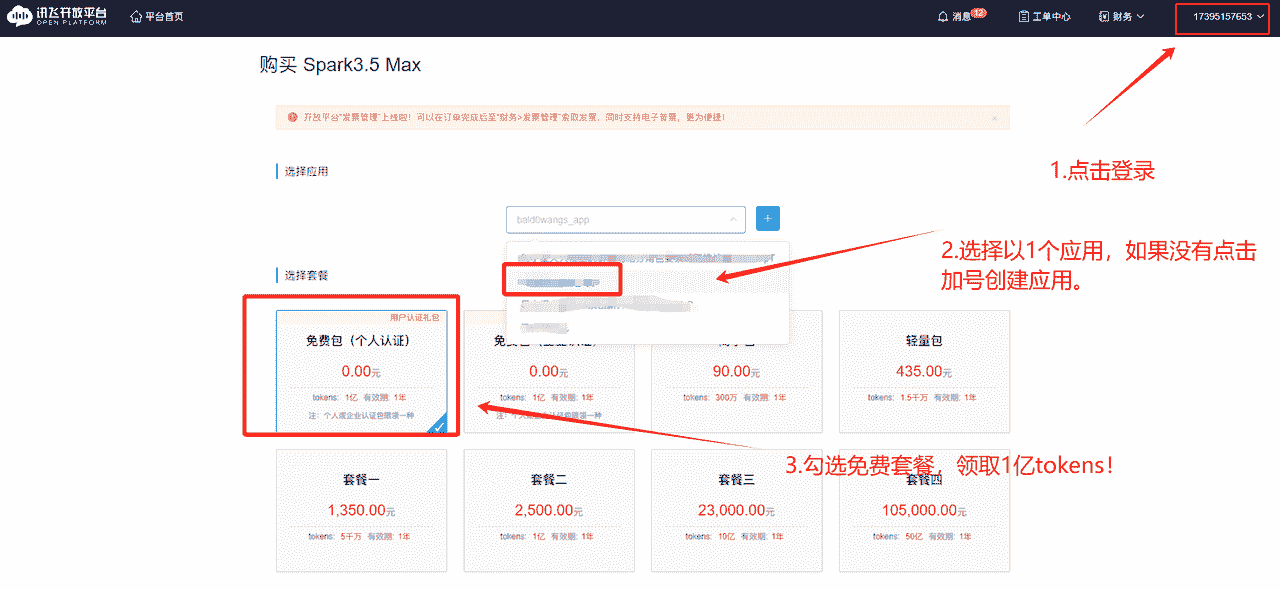 讯飞开放平台
OPEN PLATFORM
平台首页
消息 12
工单中心
财务
17395157653
购买 Spark3.5 Max
开放平台“发票管理”上线啦！可以在订单完成后至“财务>发票管理”索取发票，同时支持电子普票，更为便捷！
1.点击登录
选择应用
bald0wangs_app
+
2.选择以1个应用，如果没有点击
加号创建应用。
选择套餐
用户认证礼包
免费包（个人认证）
0.00元
tokens: 1亿 有效期: 1年
注：个人或企业认证包限领一种
0.00元
tokens: 1亿 有效期: 1年
注：个人或企业认证包限领一种
90.00元
tokens: 300万 有效期: 1年
轻量包
435.00元
tokens: 1.5千万 有效期: 1年
3.勾选免费套餐，领取1亿tokens！
套餐一
1,350.00元
tokens: 5千万 有效期: 1年
套餐二
2,500.00元
tokens: 1亿 有效期: 1年
套餐三
23,000.00元
tokens: 10亿 有效期: 1年
套餐四
105,000.00元
tokens: 50亿 有效期: 1年